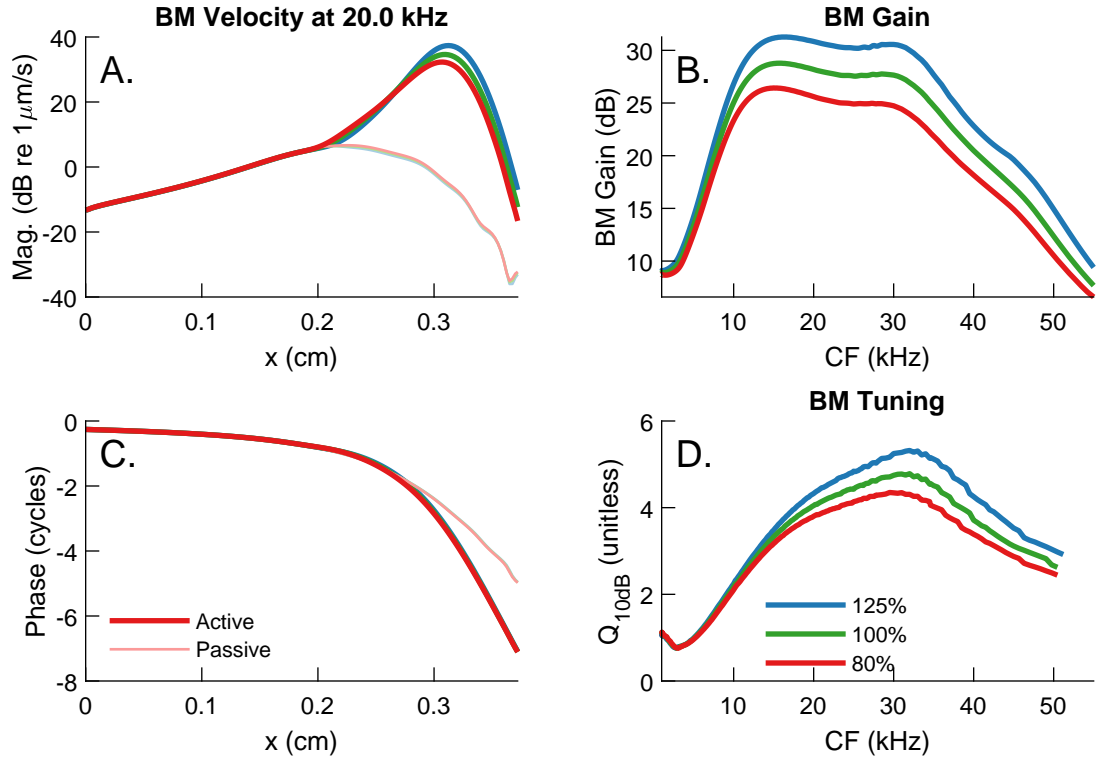 BM Velocity at 20.0 kHz
A.
Mag. (dB re 1μm/s)
40
20
0
-20
-40
0
0.1
0.2
0.3
x (cm)
BM Gain
B.
BM Gain (dB)
30
25
20
15
10
10
20
30
40
50
CF (kHz)
C.
Phase (cycles)
0
-2
-4
-6
-8
Active
Passive
0
0.1
0.2
0.3
x (cm)
BM Tuning
D.
Q10dB (unitless)
6
4
2
0
125%
100%
80%
10
20
30
40
50
CF (kHz)